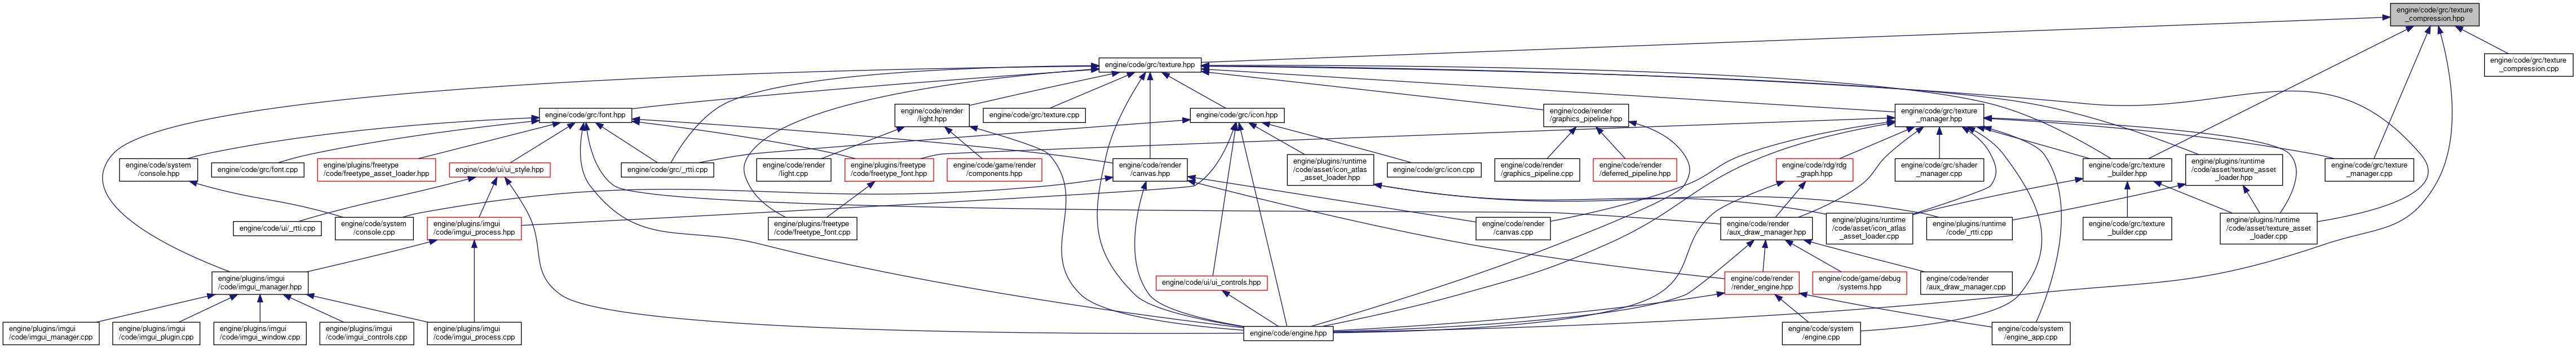 engine/code/grc/texture
_compression.hpp
engine/code/grc/texture.hpp
engine/code/grc/texture
_compression.cpp
engine/code/grc/font.hpp
engine/code/render
/light.hpp
engine/code/grc/texture.cpp
engine/code/grc/icon.hpp
engine/code/render
/graphics_pipeline.hpp
engine/code/grc/texture
_manager.hpp
engine/code/system
/console.hpp
engine/code/grc/font.cpp
engine/plugins/freetype
/code/freetype_asset_loader.hpp
engine/code/ui/ui_style.hpp
engine/code/grc/_rtti.cpp
engine/code/render
/light.cpp
engine/plugins/freetype
/code/freetype_font.hpp
engine/code/game/render
/components.hpp
engine/code/render
/canvas.hpp
engine/plugins/runtime
/code/asset/icon_atlas
_asset_loader.hpp
engine/code/grc/icon.cpp
engine/code/render
/graphics_pipeline.cpp
engine/code/render
/deferred_pipeline.hpp
engine/code/rdg/rdg
_graph.hpp
engine/code/grc/shader
_manager.cpp
engine/code/grc/texture
_builder.hpp
engine/plugins/runtime
/code/asset/texture_asset
_loader.hpp
engine/code/grc/texture
_manager.cpp
engine/code/ui/_rtti.cpp
engine/code/system
/console.cpp
engine/plugins/imgui
/code/imgui_process.hpp
engine/plugins/freetype
/code/freetype_font.cpp
engine/code/render
/canvas.cpp
engine/code/render
/aux_draw_manager.hpp
engine/plugins/runtime
/code/asset/icon_atlas
_asset_loader.cpp
engine/plugins/runtime
/code/_rtti.cpp
engine/code/grc/texture
_builder.cpp
engine/plugins/runtime
/code/asset/texture_asset
_loader.cpp
engine/plugins/imgui
/code/imgui_manager.hpp
engine/code/ui/ui_controls.hpp
engine/code/render
/render_engine.hpp
engine/code/game/debug
/systems.hpp
engine/code/render
/aux_draw_manager.cpp
engine/plugins/imgui
/code/imgui_manager.cpp
engine/plugins/imgui
/code/imgui_plugin.cpp
engine/plugins/imgui
/code/imgui_window.cpp
engine/plugins/imgui
/code/imgui_controls.cpp
engine/plugins/imgui
/code/imgui_process.cpp
engine/code/engine.hpp
engine/code/system
/engine.cpp
engine/code/system
/engine_app.cpp